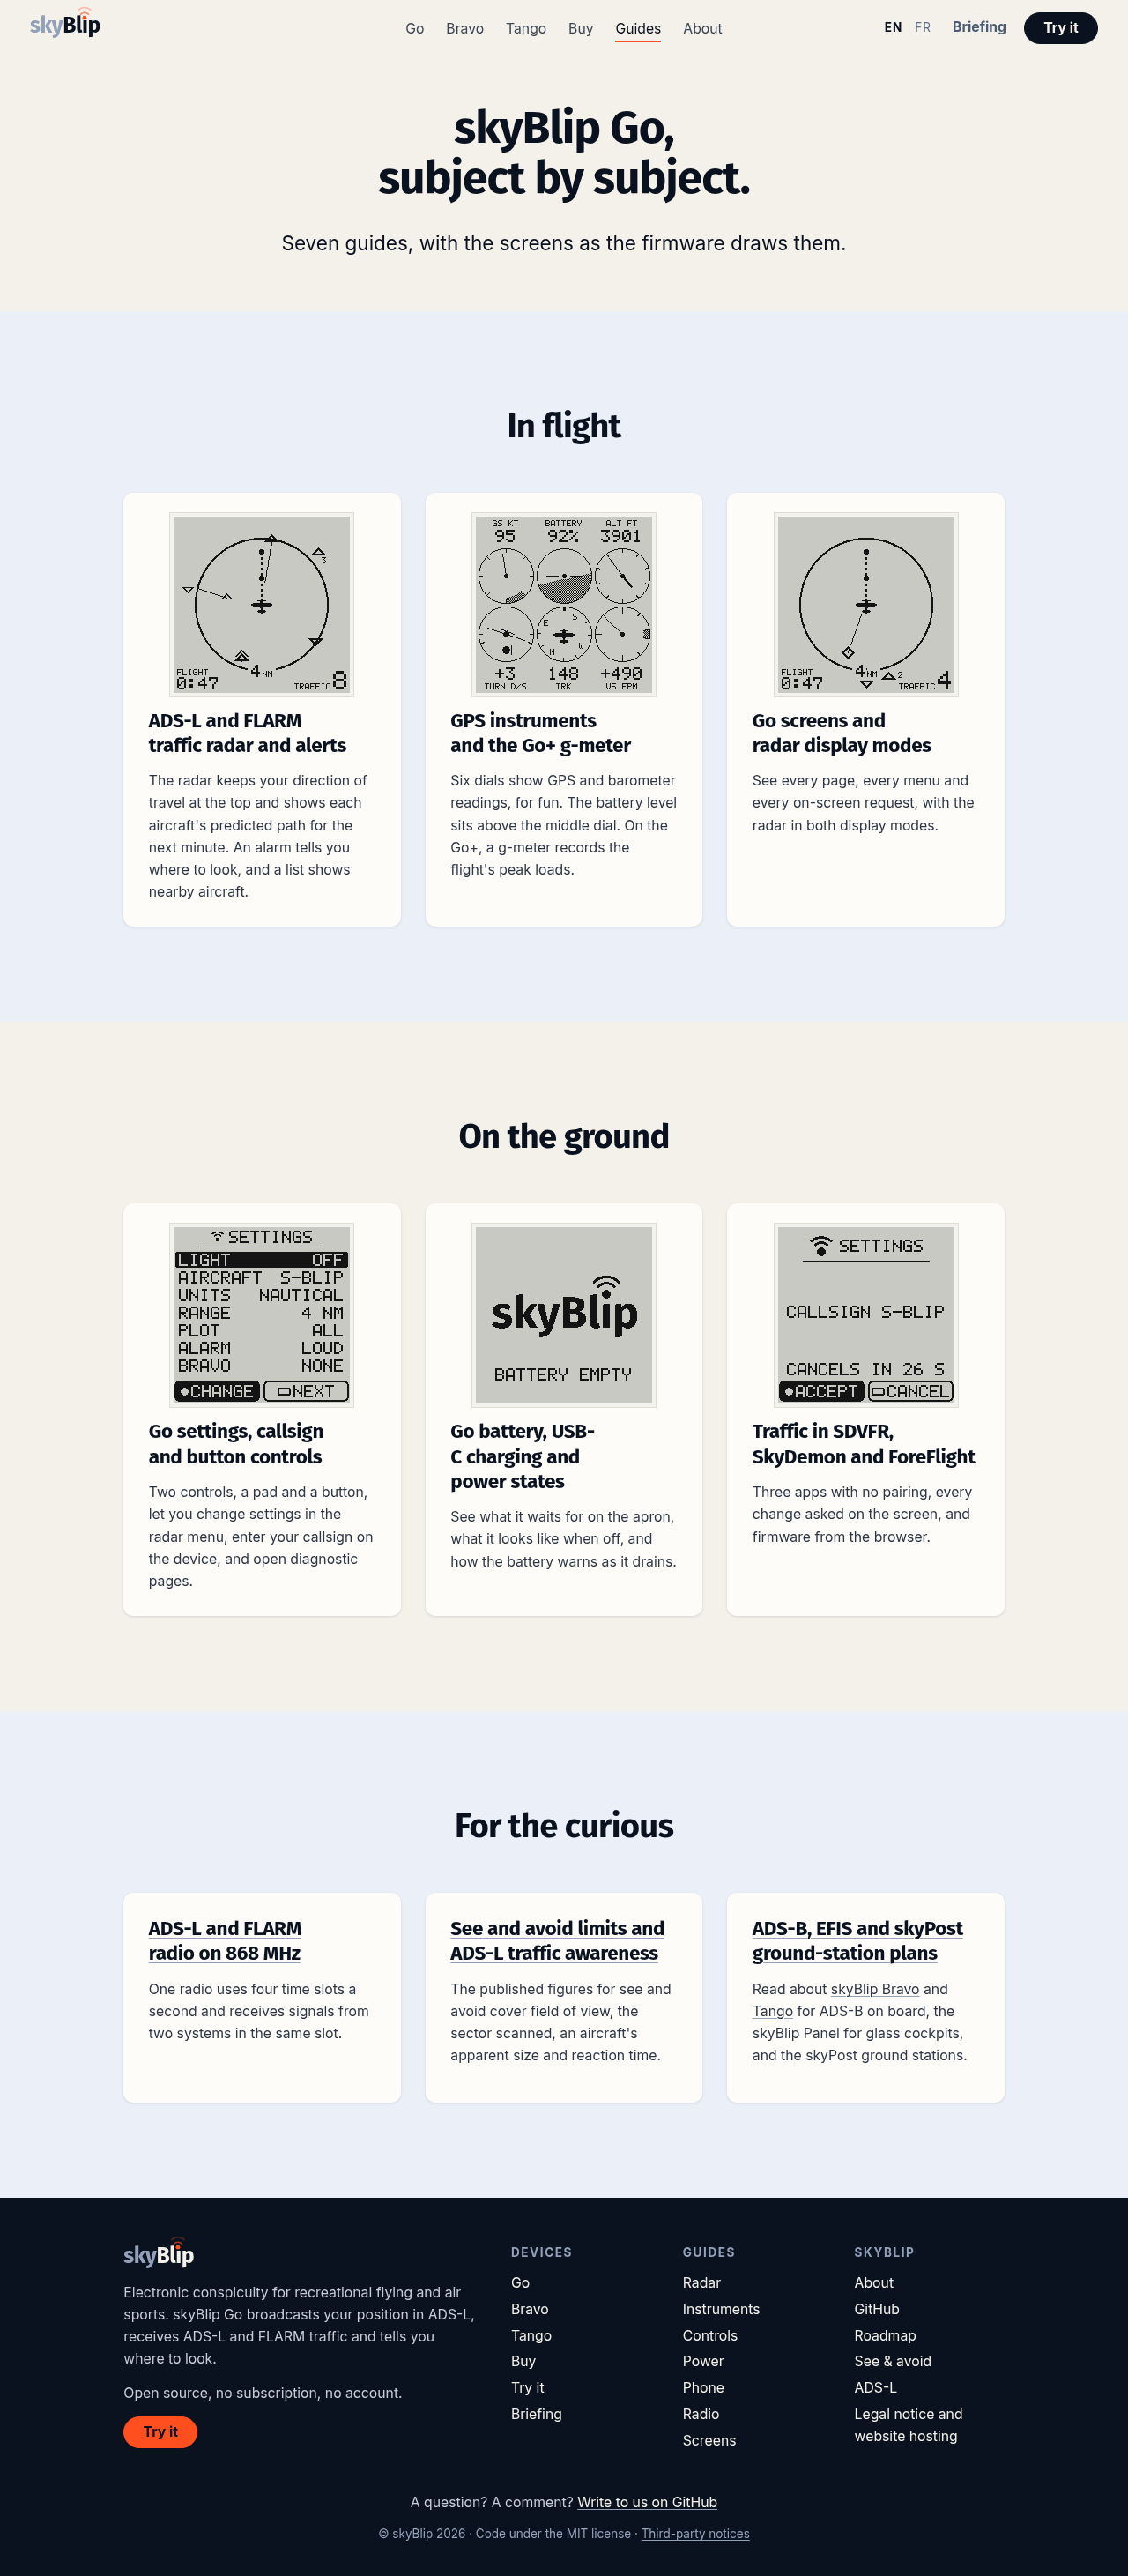 skyBlip
Go
Bravo
Tango
Buy
Guides
About
EN
FR
Briefing
Try it
skyBlip Go,
subject by subject.
Seven guides, with the screens as the firmware draws them.
In flight
3
FLIGHT
0:47
4 NM
TRAFFIC 8
ADS-L and FLARM
traffic radar and alerts
The radar keeps your direction of
travel at the top and shows each
aircraft's predicted path for the
next minute. An alarm tells you
where to look, and a list shows
nearby aircraft.
GS KT BATTERY ALT FT
95 92% 3901
E S
N W
+3 148 +490
TURN D/S TRK VS FPM
GPS instruments
and the Go+ g-meter
Six dials show GPS and barometer
readings, for fun. The battery level
sits above the middle dial. On the
Go+, a g-meter records the
flight's peak loads.
FLIGHT
0:47
4 NM
2
TRAFFIC 4
Go screens and
radar display modes
See every page, every menu and
every on-screen request, with the
radar in both display modes.
On the ground
SETTINGS
LIGHT OFF
AIRCRAFT S-BLIP
UNITS NAUTICAL
RANGE 4 NM
PLOT ALL
ALARM LOUD
BRAVO NONE
CHANGE NEXT
Go settings, callsign
and button controls
Two controls, a pad and a button,
let you change settings in the
radar menu, enter your callsign on
the device, and open diagnostic
pages.
skyBlip
BATTERY EMPTY
Go battery, USB-
C charging and
power states
See what it waits for on the apron,
what it looks like when off, and
how the battery warns as it drains.
SETTINGS
CALLSIGN S-BLIP
CANCELS IN 26 S
ACCEPT CANCEL
Traffic in SDVFR,
SkyDemon and ForeFlight
Three apps with no pairing, every
change asked on the screen, and
firmware from the browser.
For the curious
ADS-L and FLARM
radio on 868 MHz
One radio uses four time slots a
second and receives signals from
two systems in the same slot.
See and avoid limits and
ADS-L traffic awareness
The published figures for see and
avoid cover field of view, the
sector scanned, an aircraft's
apparent size and reaction time.
ADS-B, EFIS and skyPost
ground-station plans
Read about skyBlip Bravo and
Tango for ADS-B on board, the
skyBlip Panel for glass cockpits,
and the skyPost ground stations.
skyBlip
Electronic conspicuity for recreational flying and air
sports. skyBlip Go broadcasts your position in ADS-L,
receives ADS-L and FLARM traffic and tells you
where to look.
Open source, no subscription, no account.
Try it
DEVICES
Go
Bravo
Tango
Buy
Try it
Briefing
GUIDES
Radar
Instruments
Controls
Power
Phone
Radio
Screens
SKYBLIP
About
GitHub
Roadmap
See & avoid
ADS-L
Legal notice and
website hosting
A question? A comment? Write to us on GitHub
© skyBlip 2026 · Code under the MIT license · Third-party notices